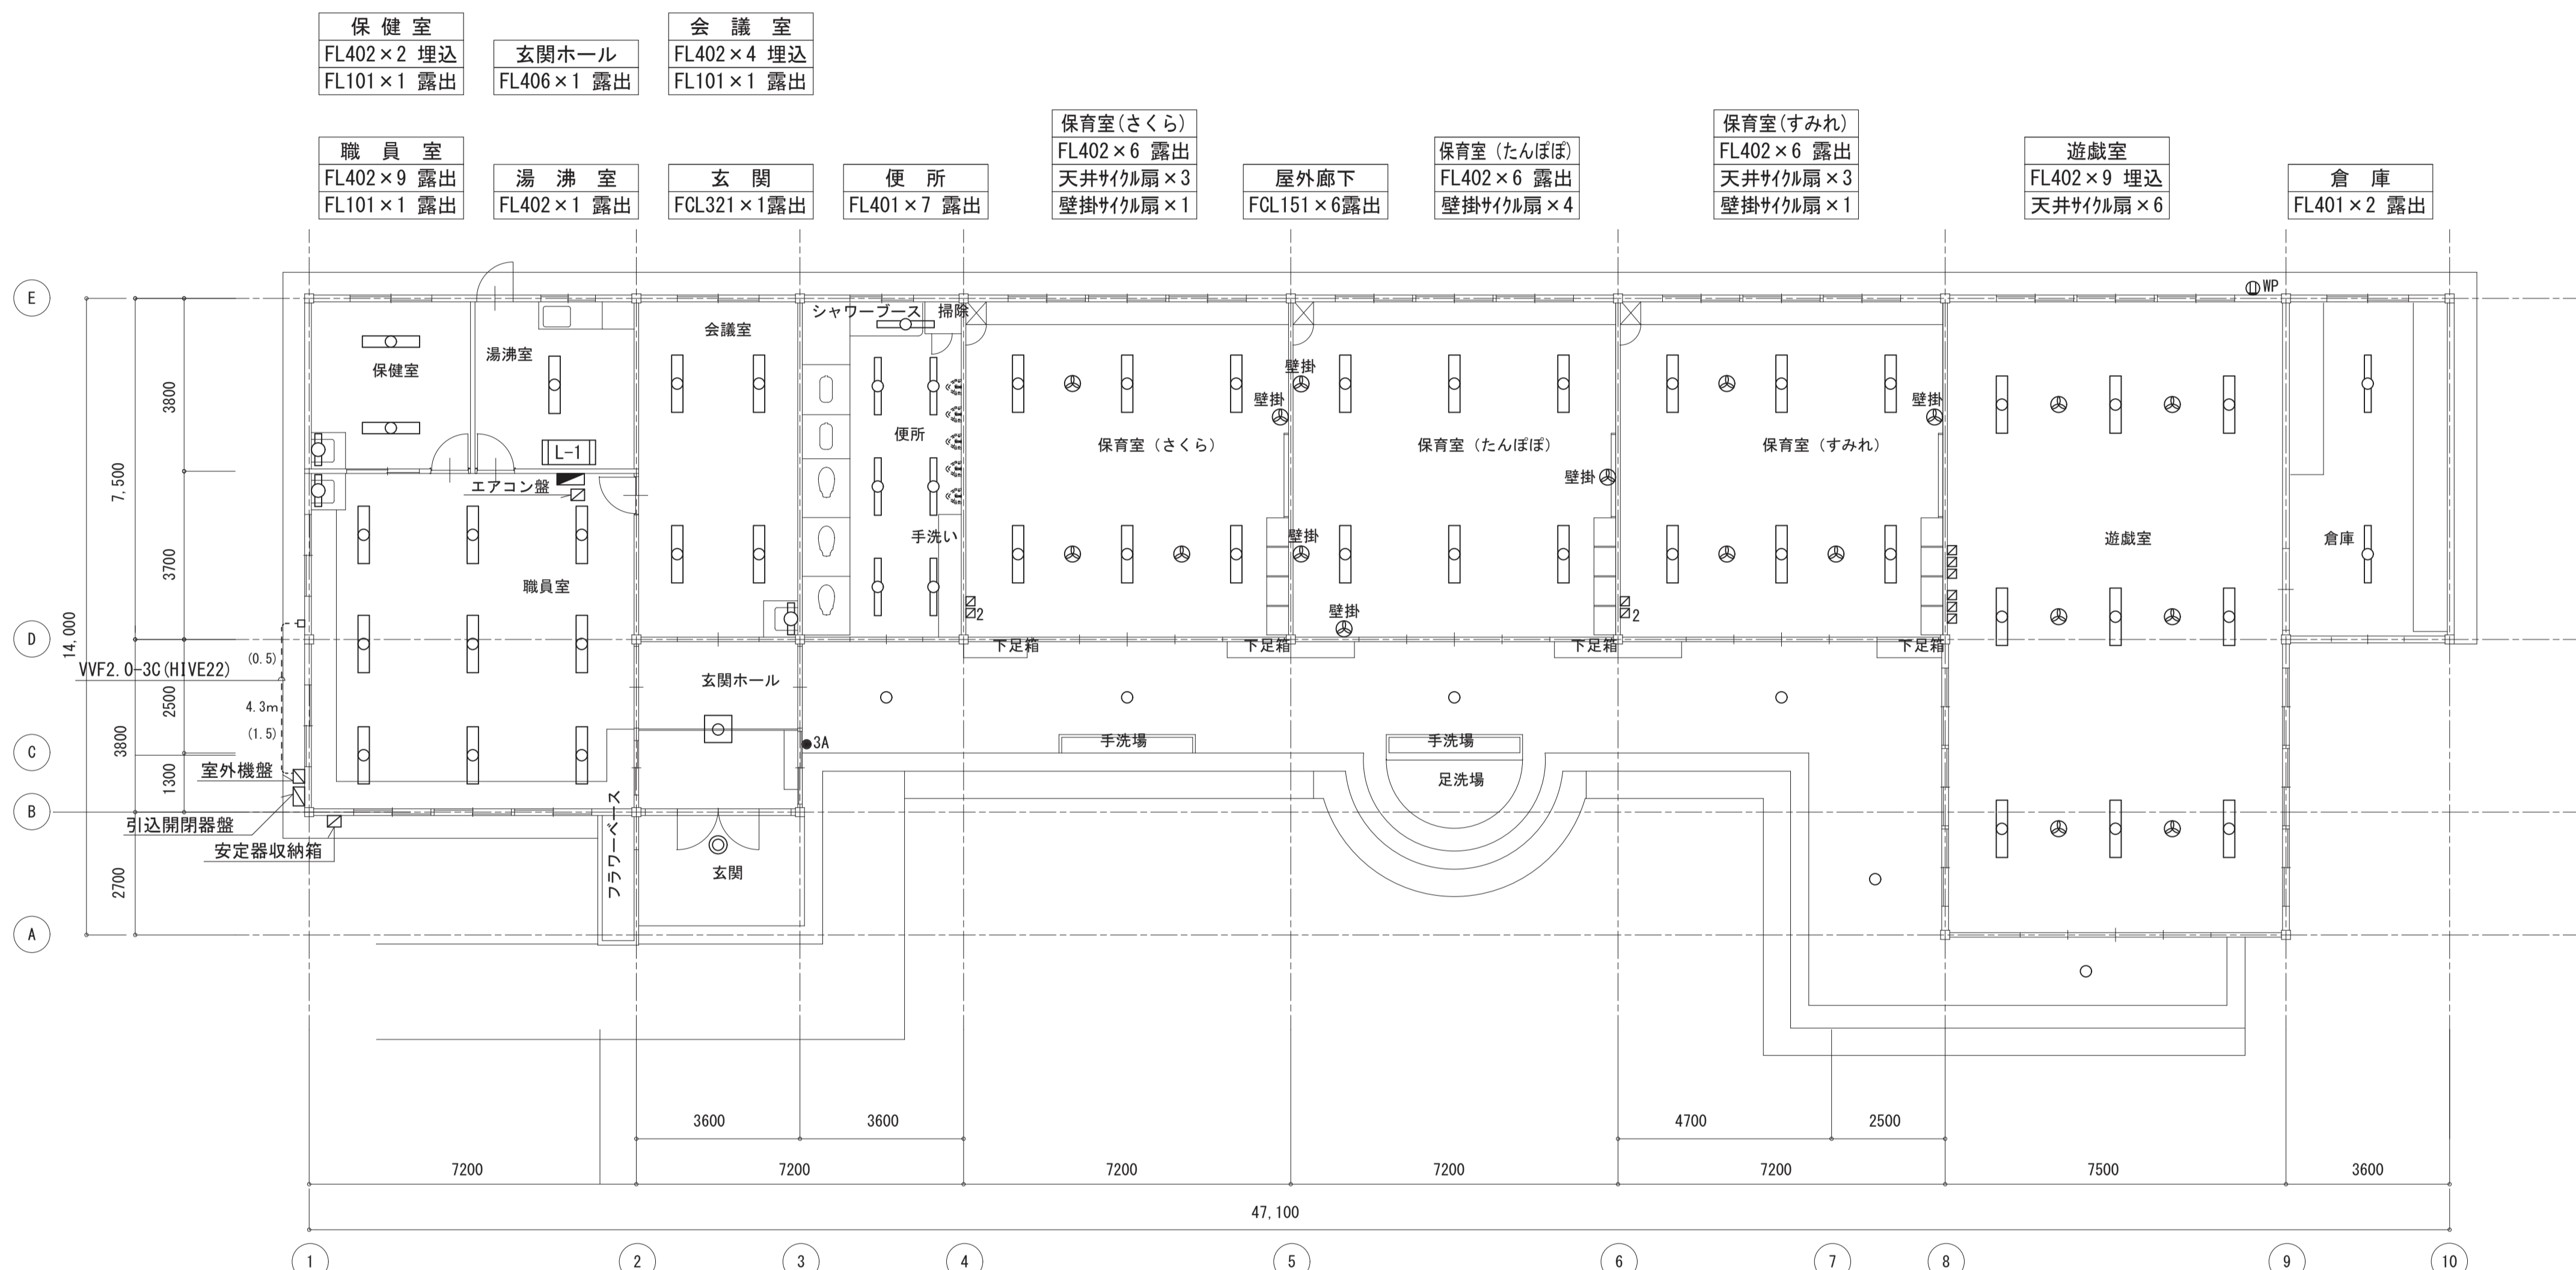 保 健 室
FL402×2 埋込
FL101×1 露出
玄関ホール
FL406×1 露出
会 議 室
FL402×4 埋込
FL101×1 露出
職 員 室
FL402×9 露出
FL101×1 露出
湯 沸 室
FL402×1 露出
玄 関
FCL321×1露出
便 所
FL401×7 露出
保育室(さくら)
FL402×6 露出
天井サイクル扇×3
壁掛サイクル扇×1
屋外廊下
FCL151×6露出
保育室(たんぽぽ)
FL402×6 露出
壁掛サイクル扇×4
保育室(すみれ)
FL402×6 露出
天井サイクル扇×3
壁掛サイクル扇×1
遊戯室
FL402×9 埋込
天井サイクル扇×6
倉 庫
FL401×2 露出
E
WP
シャワーブース
掃除
会議室
湯沸室
保健室
壁掛
壁掛
壁掛
3800
便所
保育室(さくら)
保育室(たんぽぽ)
保育室(すみれ)
L-1
エアコン盤
壁掛
7,500
手洗い
壁掛
遊戯室
倉庫
3700
職員室
2
2
壁掛
14,000
D
下足箱
下足箱
下足箱
下足箱
(0.5)
VVF2.0-3C(HIVE22)
玄関ホール
2500
4.3m
(1.5)
3800
C
3A
手洗場
手洗場
室外機盤
1300
足洗場
B
引込開閉器盤
安定器収納箱
フラワーベース
玄関
2700
A
3600
3600
4700
2500
7200
7200
7200
7200
7200
7500
3600
47,100
1
2
3
4
5
6
7
8
9
10